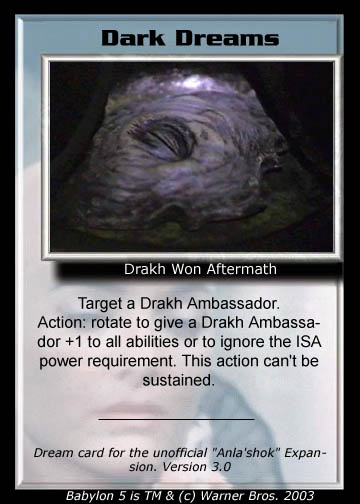 Dark Dreams
Drakh Won Aftermath
Target a Drakh Ambassador.
Action: rotate to give a Drakh Ambassa-
dor +1 to all abilities or to ignore the ISA
power requirement. This action can't be
sustained.
Dream card for the unofficial "Anla'shok" Expan-
sion. Version 3.0
Babylon 5 is TM & (c) Warner Bros. 2003